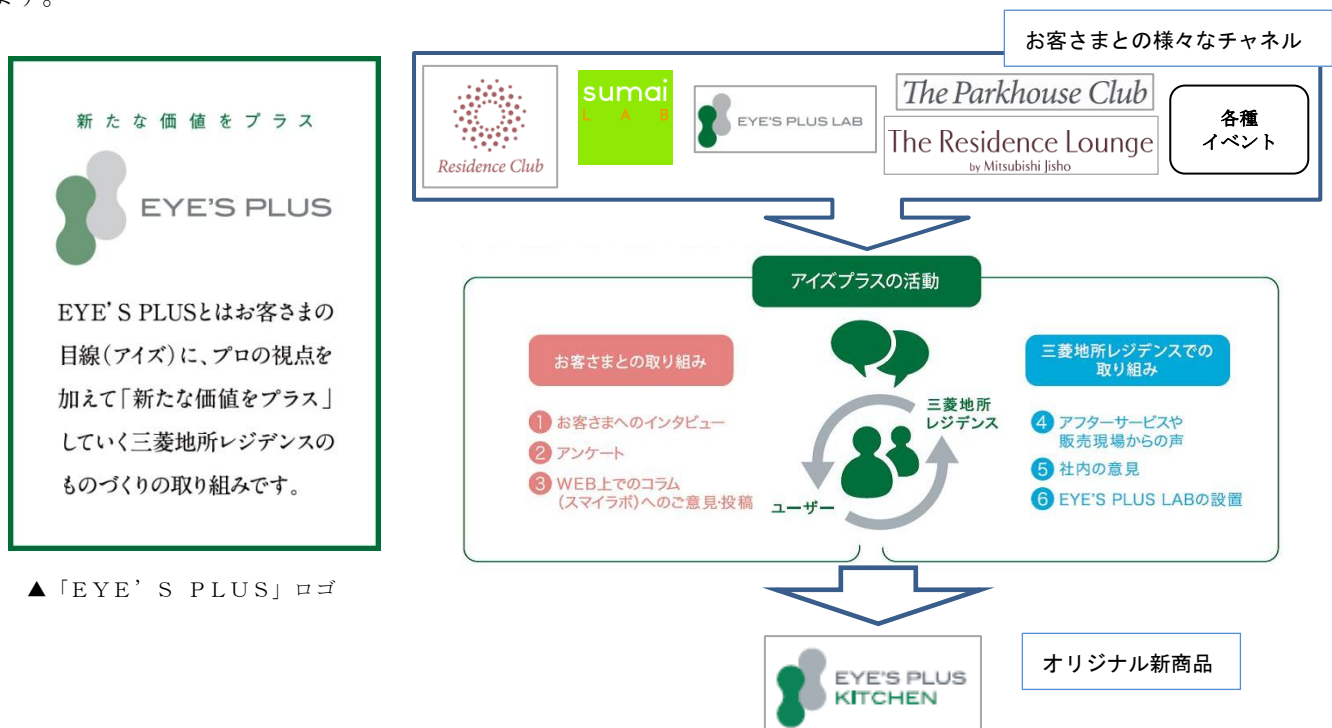 ます。
新たな価値をプラス
EYE'S PLUS
EYE'S PLUSとはお客さまの
目線(アイズ)に、プロの視点を
加えて「新たな価値をプラス」
していく三菱地所レジデンスの
ものづくりの取り組みです。
▲「EYE'S PLUS」ロゴ
お客さまとの様々なチャネル
Residence Club
sumai
LAB
EYE'S PLUS LAB
The Parkhouse Club
The Residence Lounge
by Mitsubishi Jisho
各種
イベント
アイズプラスの活動
お客さまとの取り組み
1 お客さまへのインタビュー
2 アンケート
3 WEB上でのコラム
(スマイラボ)へのご意見・投稿
三菱地所
レジデンス
ユーザー
三菱地所レジデンスでの
取り組み
4 アフターサービスや
販売現場からの声
5 社内の意見
6 EYE'S PLUS LABの設置
EYE'S PLUS
KITCHEN
オリジナル新商品